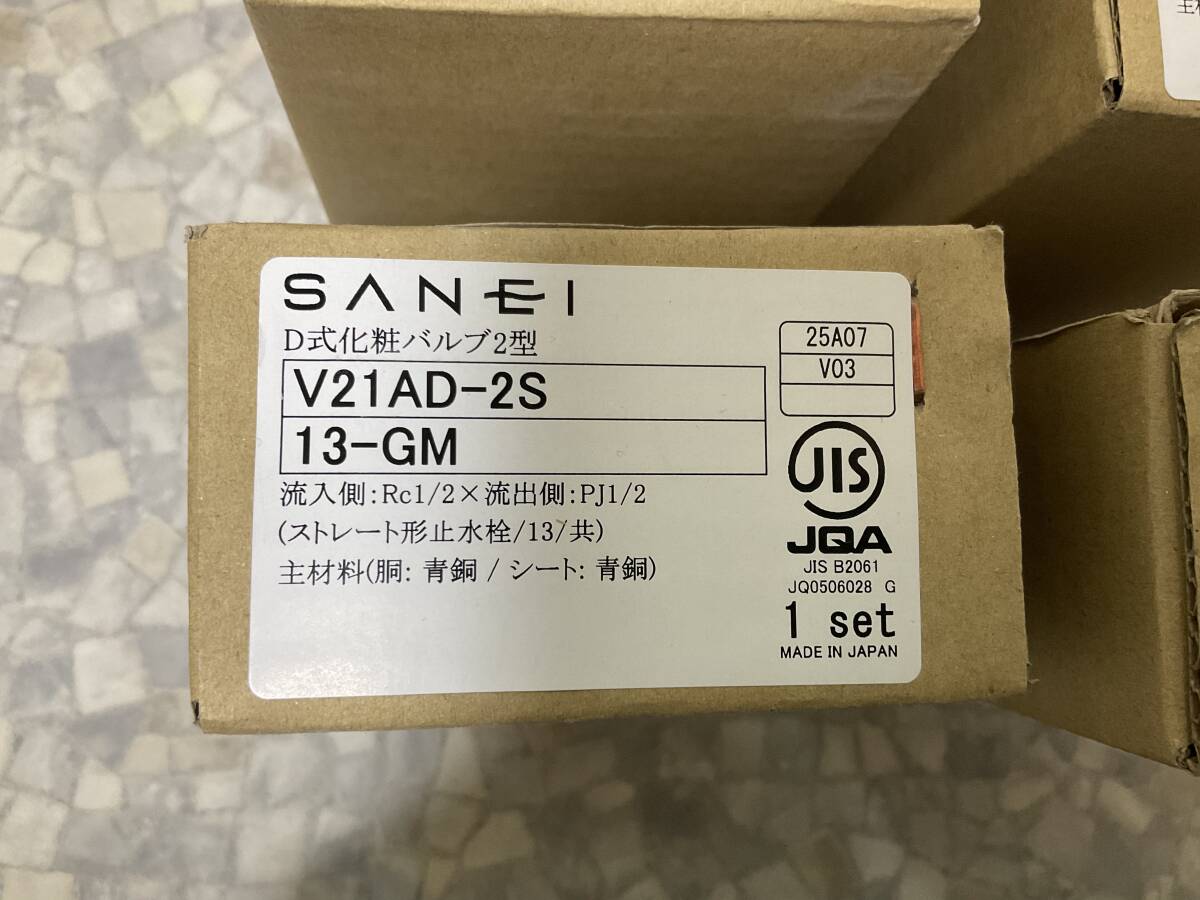 SANEI
D式化粧バルブ2型
V21AD-2S
13-GM
流入側:Rc1/2×流出側:PJ1/2
(ストレート形止水栓/13/共)
主材料(胴: 青銅 / シート: 青銅)
25A07
V03
JIS
JQA
JIS B2061
JQ0506028 G
1 set
MADE IN JAPAN